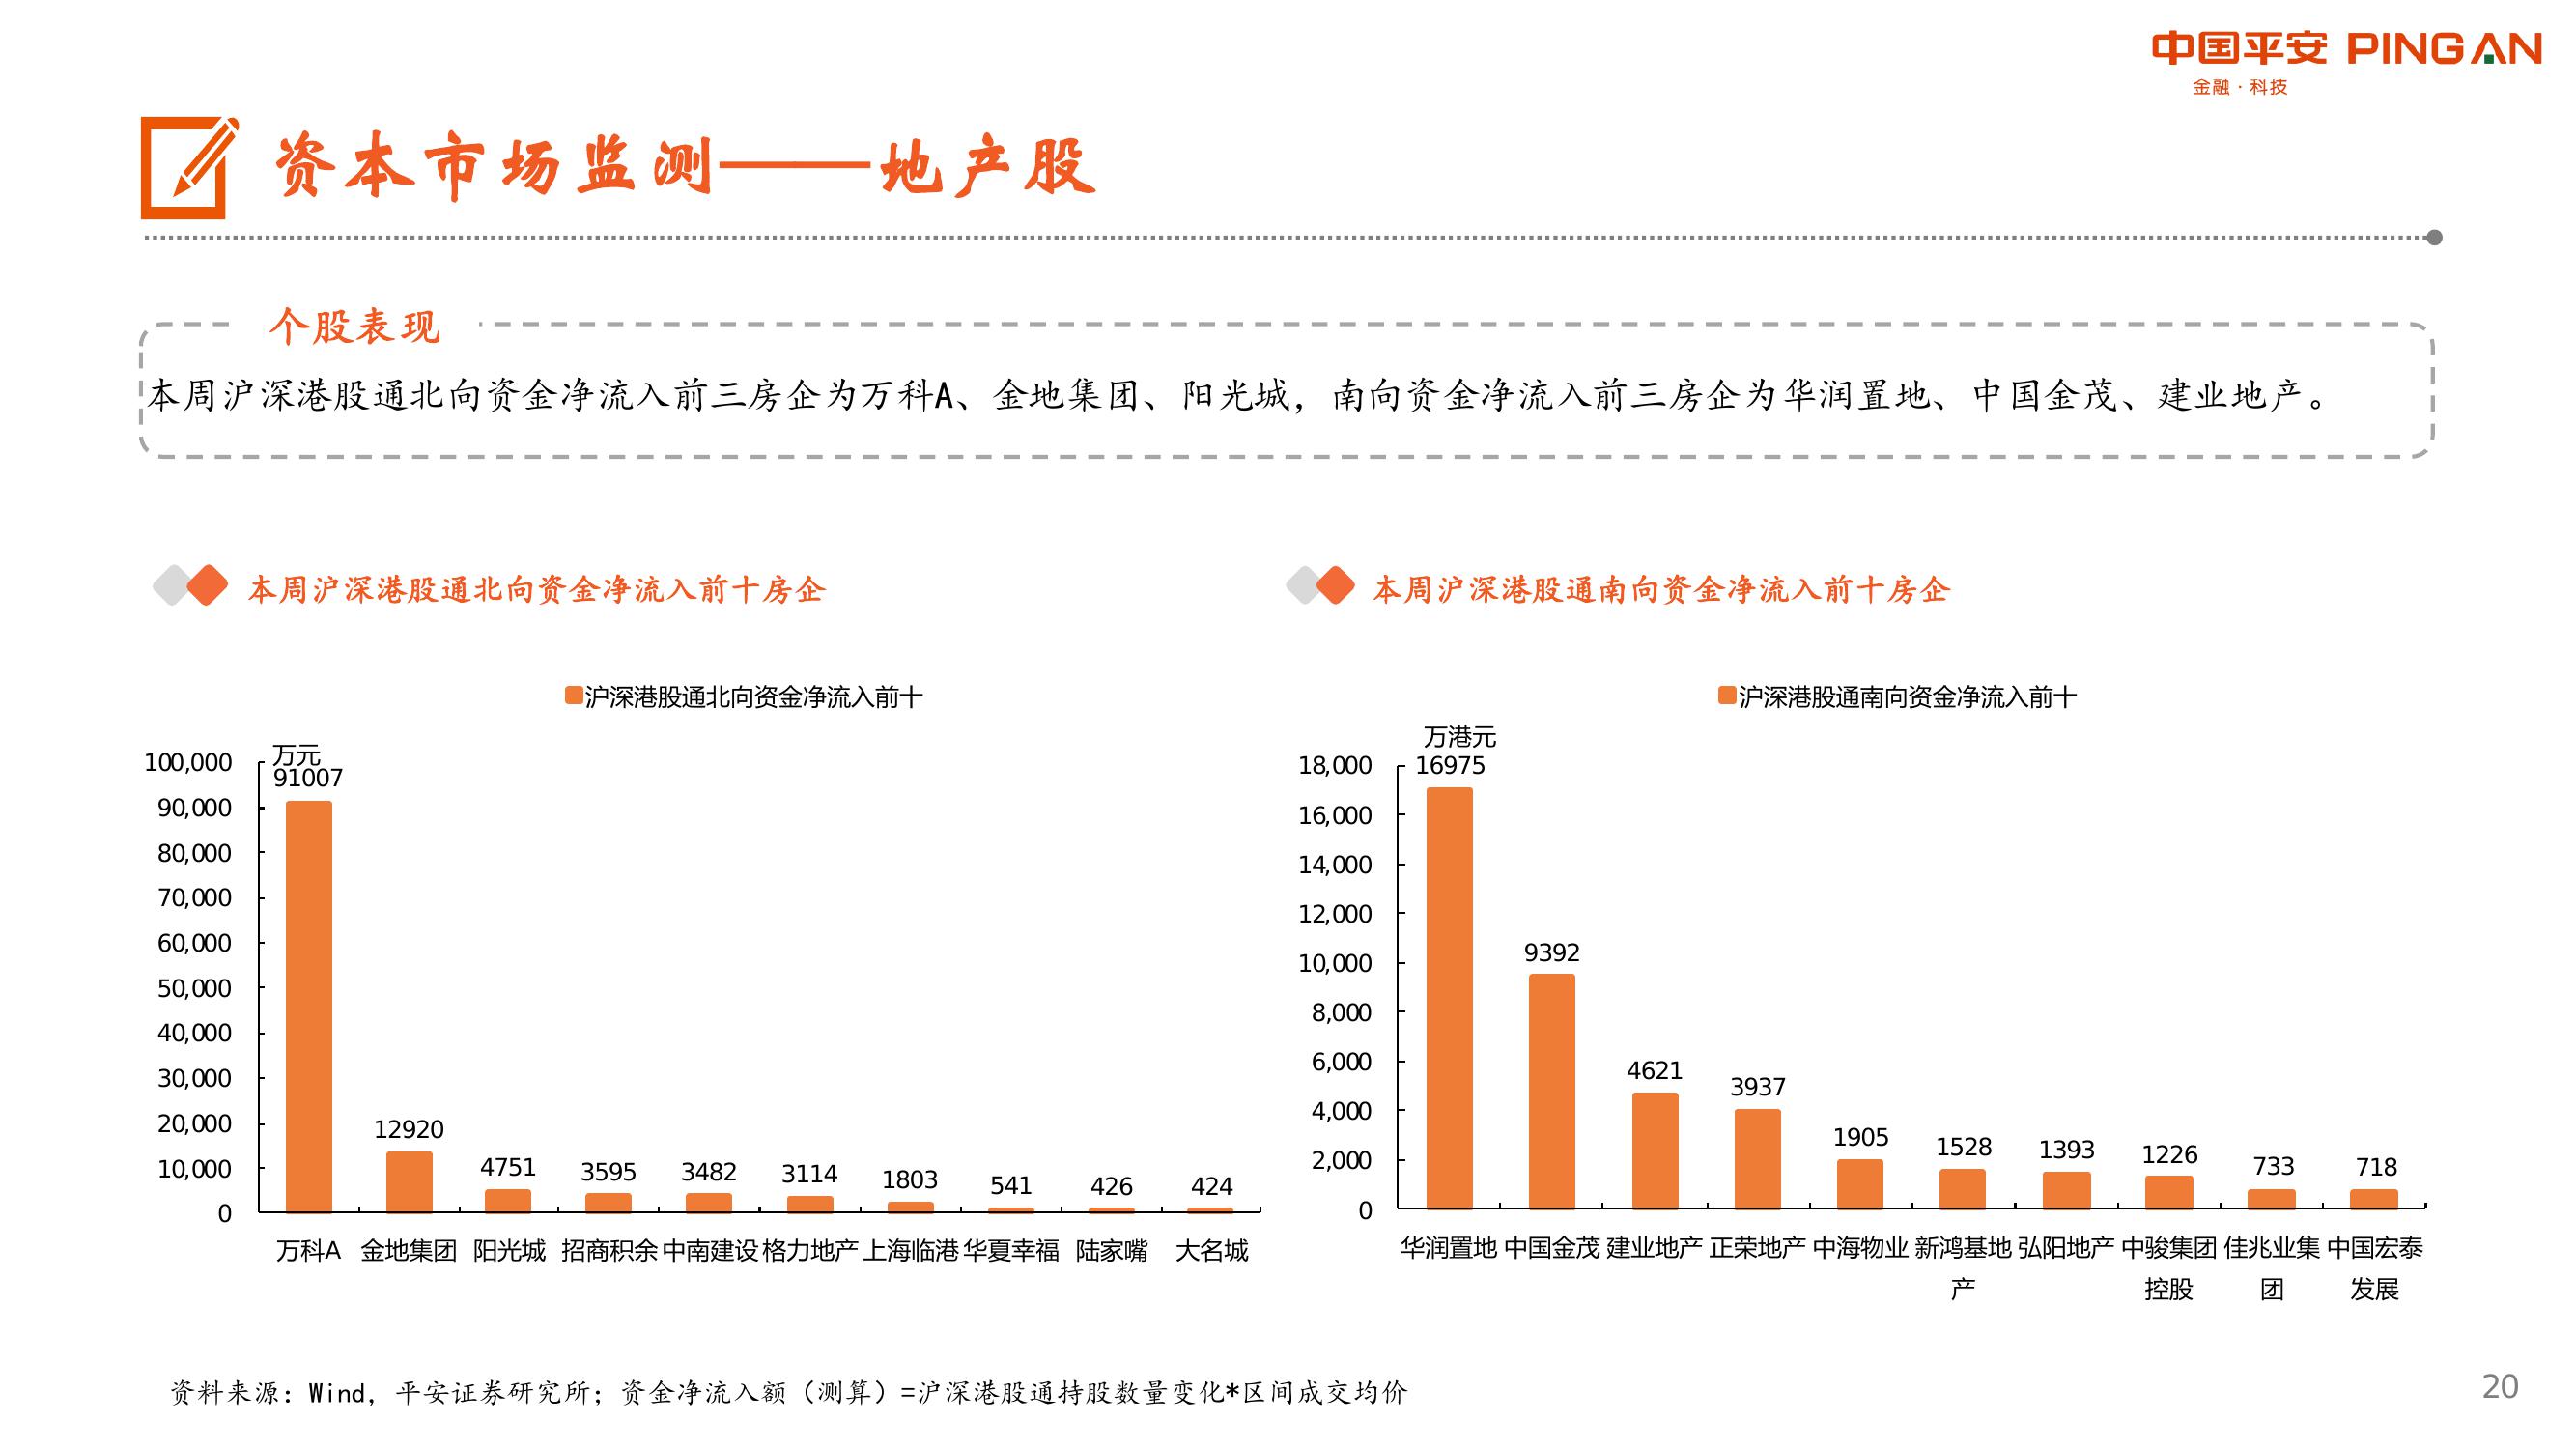 中国平安 PINGAN
金融·科技
资本市场监测——地产股
个股表现
本周沪深港股通北向资金净流入前三房企为万科A、金地集团、阳光城，南向资金净流入前三房企为华润置地、中国金茂、建业地产。
本周沪深港股通北向资金净流入前十房企
沪深港股通北向资金净流入前十
万元
100,000
90,000
80,000
70,000
60,000
50,000
40,000
30,000
20,000
10,000
0
91007
12920
4751
3595
3482
3114
1803
541
426
424
万科A
金地集团
阳光城
招商积余
中南建设
格力地产
上海临港
华夏幸福
陆家嘴
大名城
本周沪深港股通南向资金净流入前十房企
沪深港股通南向资金净流入前十
万港元
18,000
16,000
14,000
12,000
10,000
8,000
6,000
4,000
2,000
0
16975
9392
4621
3937
1905
1528
1393
1226
733
718
华润置地
中国金茂
建业地产
正荣地产
中海物业
新鸿基地
产
弘阳地产
中骏集团
控股
佳兆业集
团
中国宏泰
发展
资料来源：Wind，平安证券研究所；资金净流入额（测算）=沪深港股通持股数量变化*区间成交均价
20